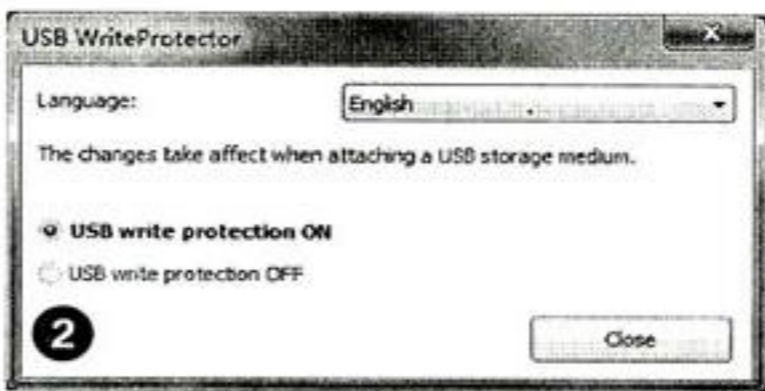 USB WriteProtector
Language: English
The changes take affect when attaching a USB storage medium.
USB write protection ON
USB write protection OFF
2
Close